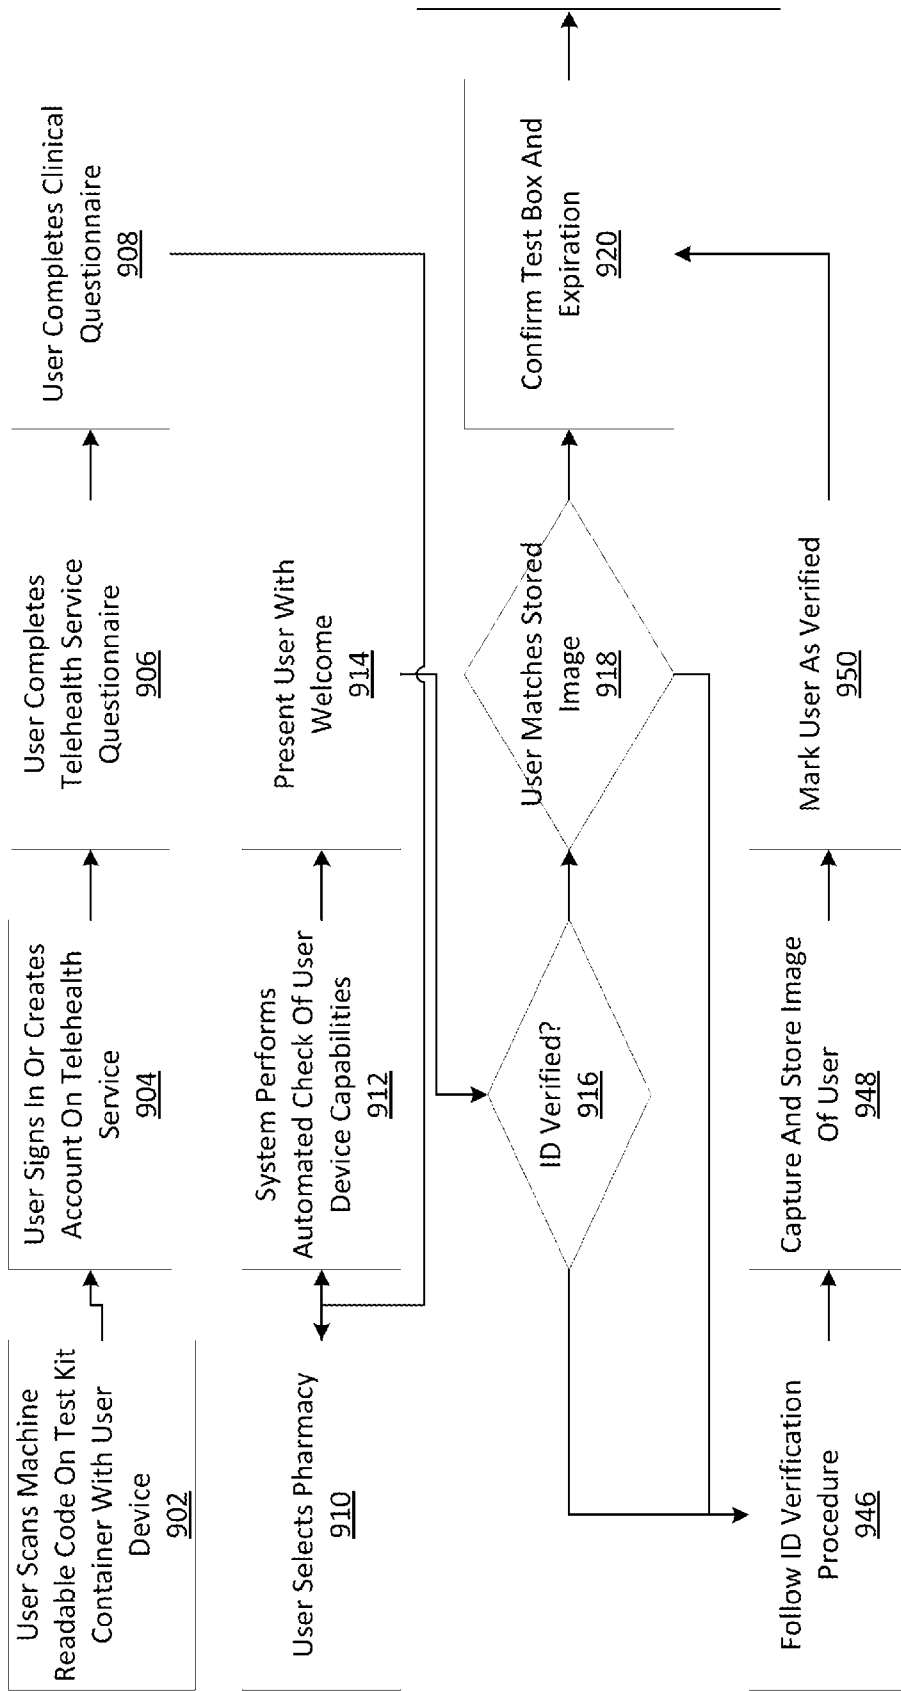 User Scans Machine
Readable Code On Test Kit
Container With User
Device
902
User Signs In Or Creates
Account On Telehealth
Service
904
User Completes
Telehealth Service
Questionnaire
906
User Completes Clinical
Questionnaire
908
User Selects Pharmacy
910
System Performs
Automated Check Of User
Device Capabilities
912
Present User With
Welcome
914
ID Verified?
916
User Matches Stored
Image
918
Confirm Test Box And
Expiration
920
Follow ID Verification
Procedure
946
Capture And Store Image
Of User
948
Mark User As Verified
950